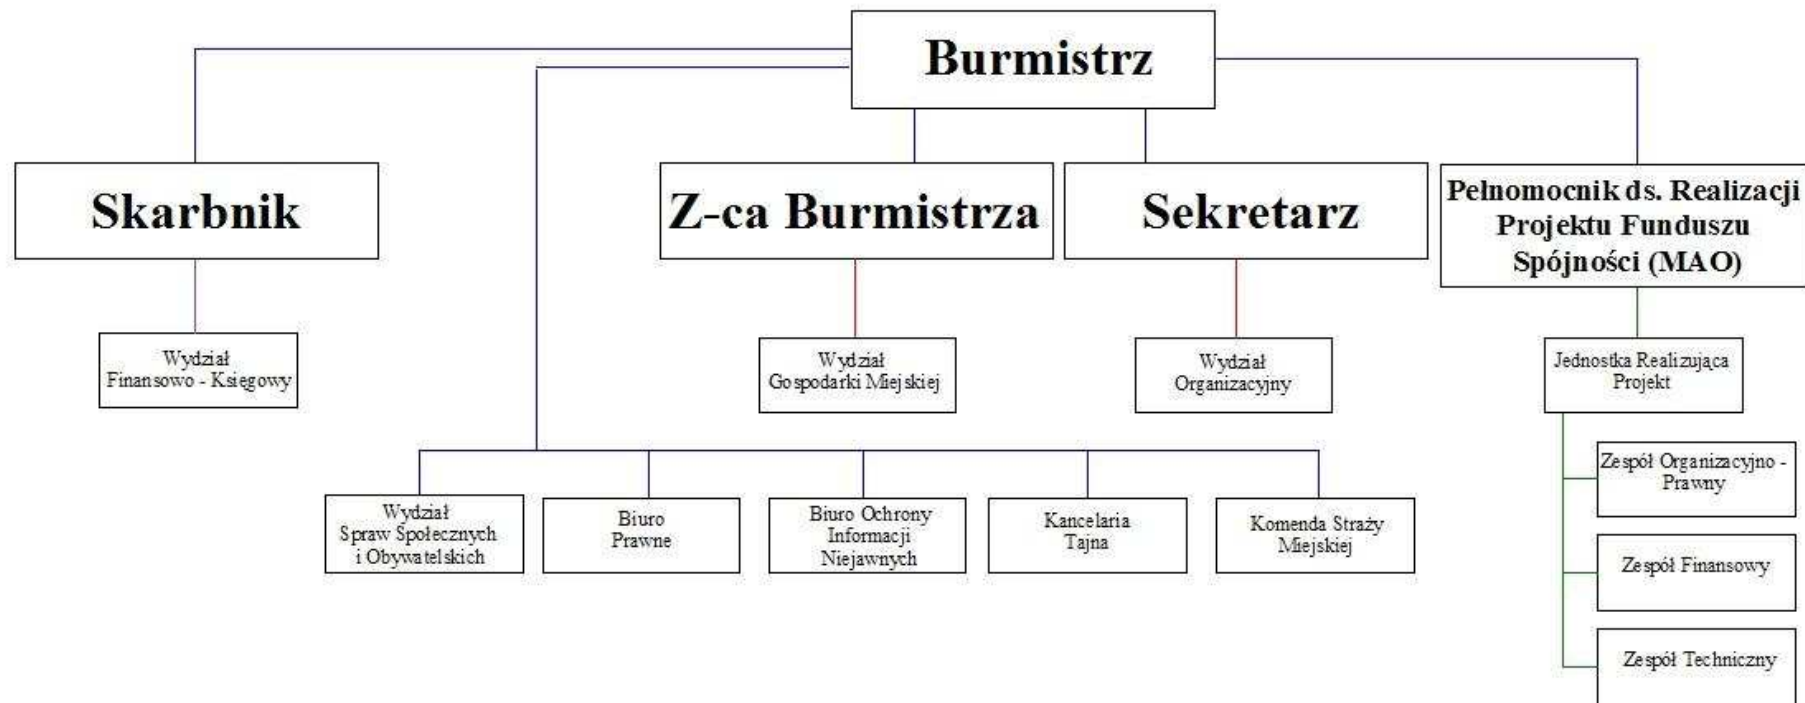 Burmistrz
Skarbnik
Z-ca Burmistrza
Sekretarz
Pełnomocnik ds. Realizacji
Projektu Funduszu
Spójności (MAO)
Wydział
Finansowo - Księgowy
Wydział
Gospodarki Miejskiej
Wydział
Organizacyjny
Jednostka Realizująca
Projekt
Wydział
Spraw Społecznych
i Obywatelskich
Biuro
Prawne
Biuro Ochrony
Informacji
Niejawnych
Kancelaria
Tajna
Komenda Straży
Miejskiej
Zespół Organizacyjno -
Prawny
Zespół Finansowy
Zespół Techniczny